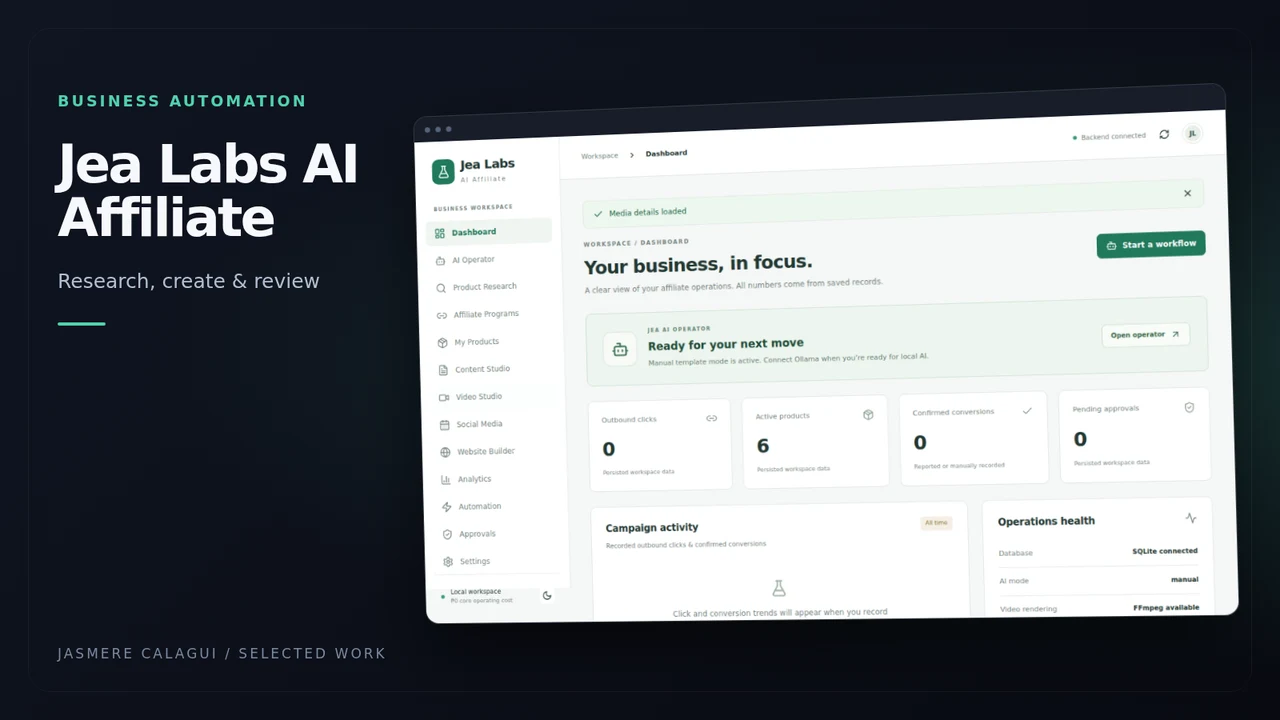 BUSINESS AUTOMATION
Jea Labs AI
Affiliate
Research, create & review
JASMERE CALAGUI / SELECTED WORK
Jea Labs
AI Affiliate
BUSINESS WORKSPACE
Dashboard
AI Operator
Product Research
Affiliate Programs
My Products
Content Studio
Video Studio
Social Media
Website Builder
Analytics
Automation
Approvals
Settings
Local workspace
₱0 core operating cost
Workspace > Dashboard
Backend connected
JL
Media details loaded
WORKSPACE / DASHBOARD
Your business, in focus.
A clear view of your affiliate operations. All numbers come from saved records.
Start a workflow
JEA AI OPERATOR
Ready for your next move
Manual template mode is active. Connect Ollama when you're ready for local AI.
Open operator
Outbound clicks
0
Persisted workspace data
Active products
6
Persisted workspace data
Confirmed conversions
0
Reported or manually recorded
Pending approvals
0
Persisted workspace data
Campaign activity
All time
Recorded outbound clicks & confirmed conversions
Click and conversion trends will appear when you record
Operations health
Database SQLite connected
AI mode manual
Video rendering FFmpeg available